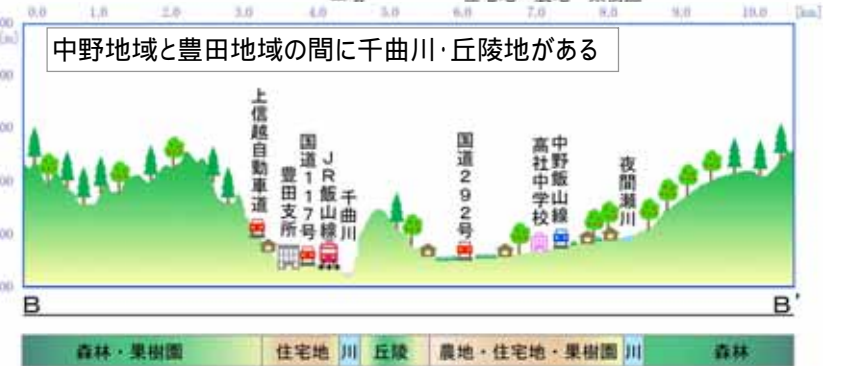 0.0 1.0 2.0 3.0 4.0 5.0 6.0 7.0 8.0 9.0 10.0 [km]
中野地域と豊田地域の間に千曲川・丘陵地がある
上信越自動車道
豊田支所
国道117号
JR飯山線
千曲川
国道292号
高社中学校
中野飯山線
夜間瀬川
B B'
森林・果樹園 住宅地 川 丘陵 農地・住宅地・果樹園 川 森林